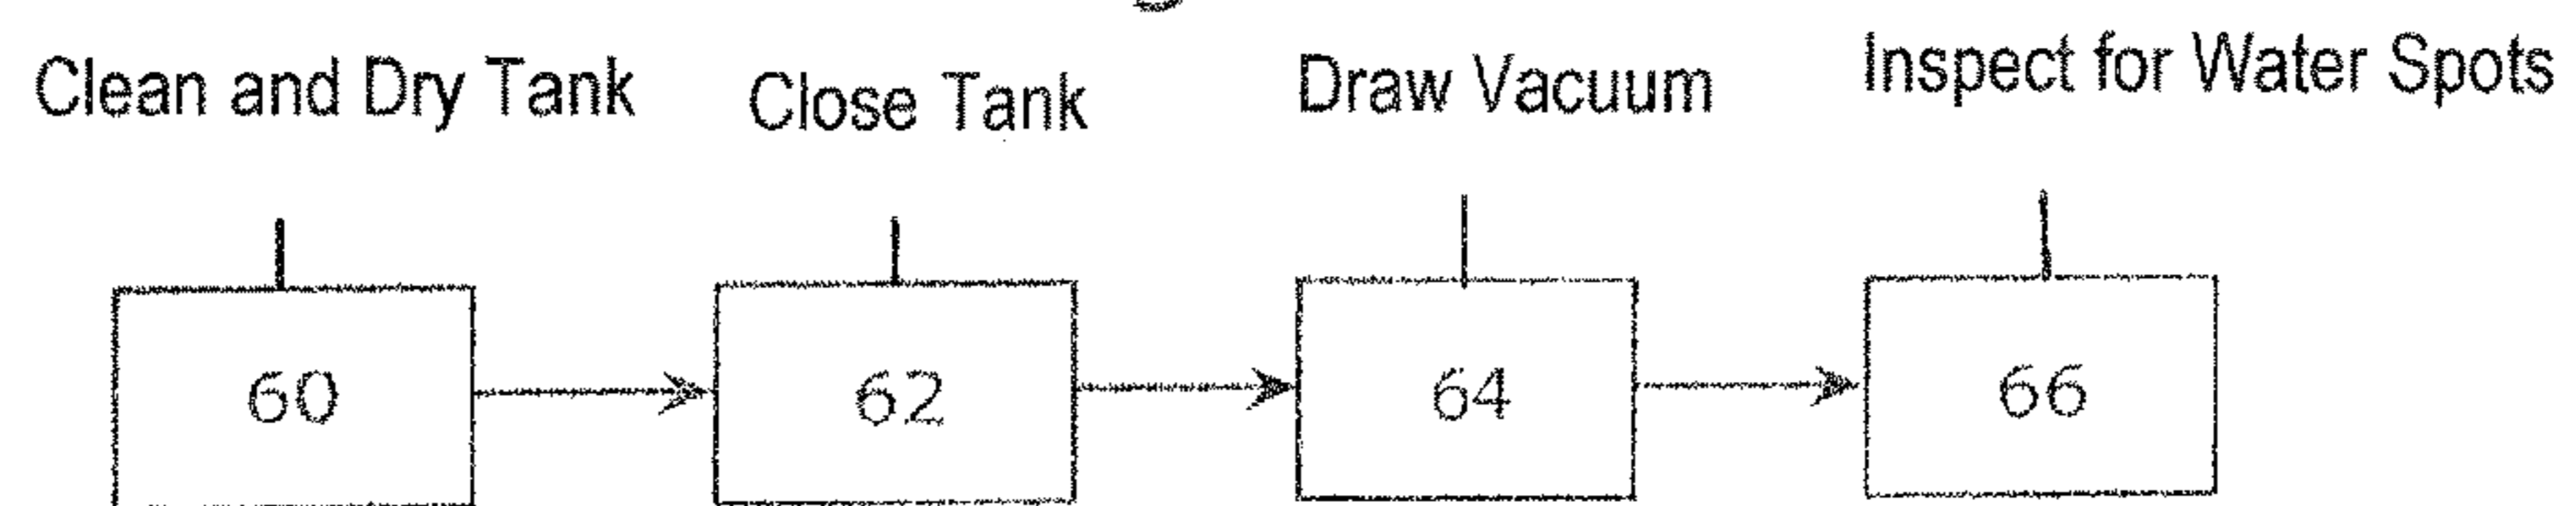 Clean and Dry Tank
Close Tank
Draw Vacuum
Inspect for Water Spots
60
62
64
66